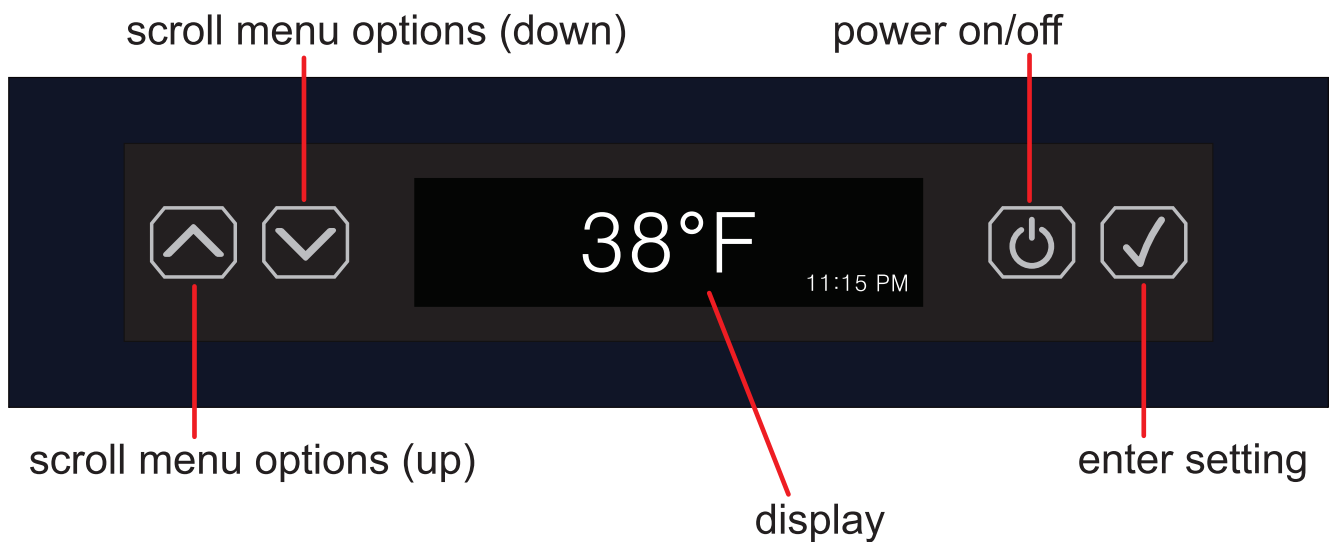 scroll menu options (down)
power on/off
38°F
11:15 PM
scroll menu options (up)
enter setting
display